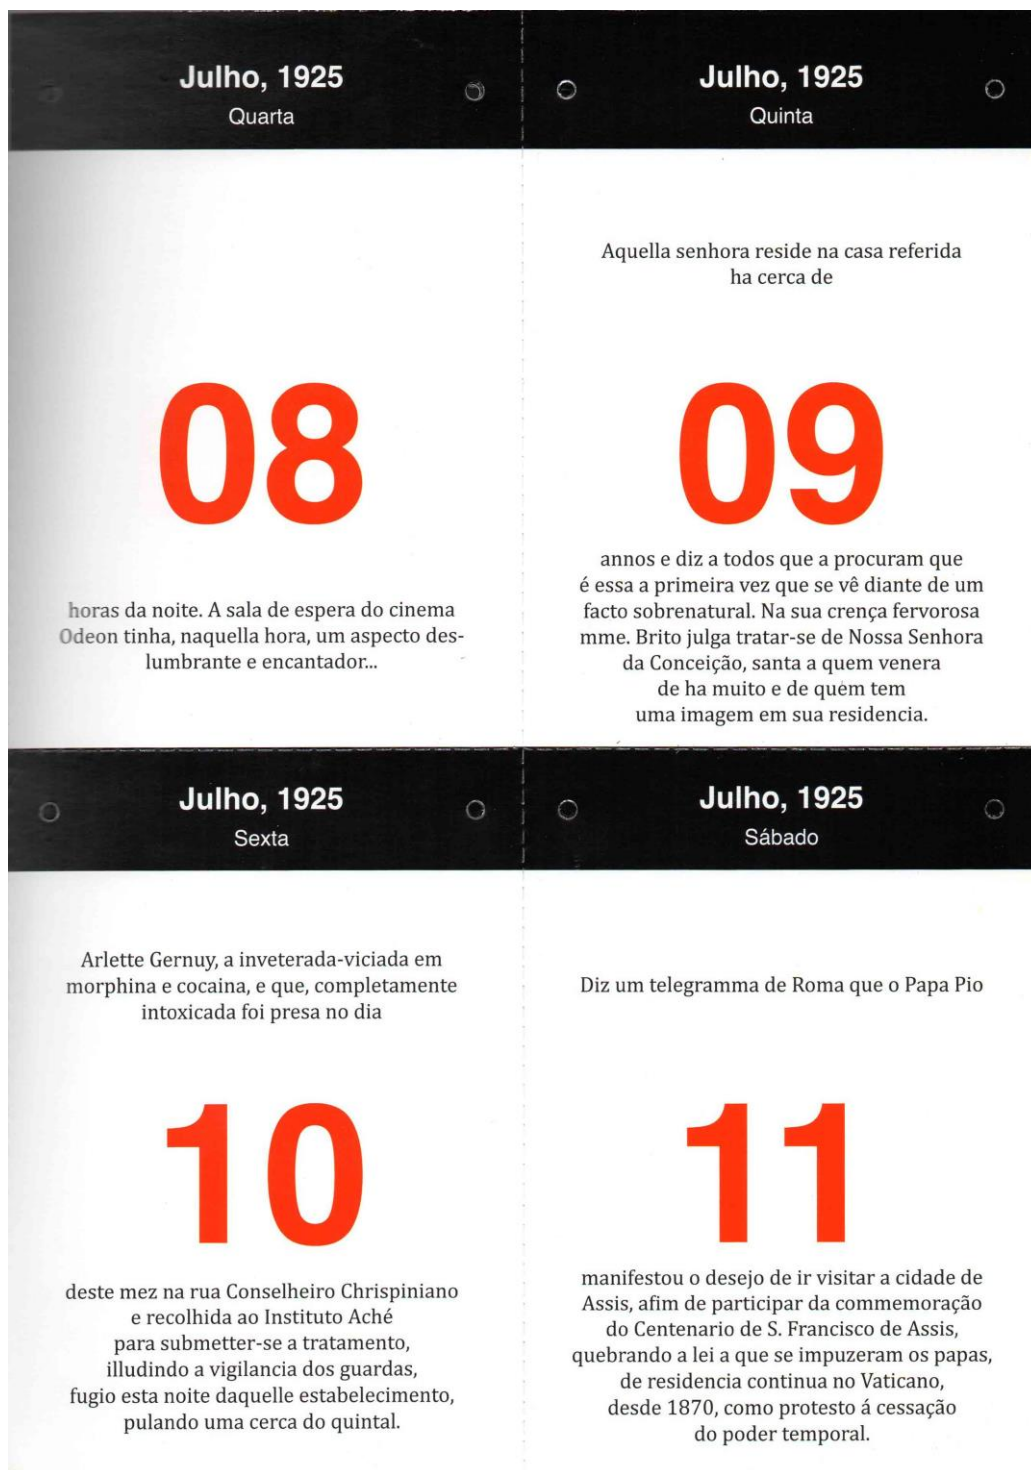 Julho, 1925
Quarta
08
horas da noite. A sala de espera do cinema
Odeon tinha, naquella hora, um aspecto des-
lumbrante e encantador...
Julho, 1925
Quinta
Aquella senhora reside na casa referida
ha cerca de
09
annos e diz a todos que a procuram que
é essa a primeira vez que se vê diante de um
facto sobrenatural. Na sua crença fervorosa
mme. Brito julga tratar-se de Nossa Senhora
da Conceição, santa a quem venera
de ha muito e de quem tem
uma imagem em sua residencia.
Julho, 1925
Sexta
Arlette Gernuy, a inveterada-viciada em
morphina e cocaina, e que, completamente
intoxicada foi presa no dia
10
deste mez na rua Conselheiro Chrispiniano
e recolhida ao Instituto Aché
para submetter-se a tratamento,
illudindo a vigilancia dos guardas,
fugio esta noite daquelle estabelecimento,
pulando uma cerca do quintal.
Julho, 1925
Sábado
Diz um telegramma de Roma que o Papa Pio
11
manifestou o desejo de ir visitar a cidade de
Assis, afim de participar da commemoração
do Centenario de S. Francisco de Assis,
quebrando a lei a que se impuzeram os papas,
de residencia continua no Vaticano,
desde 1870, como protesto á cessação
do poder temporal.